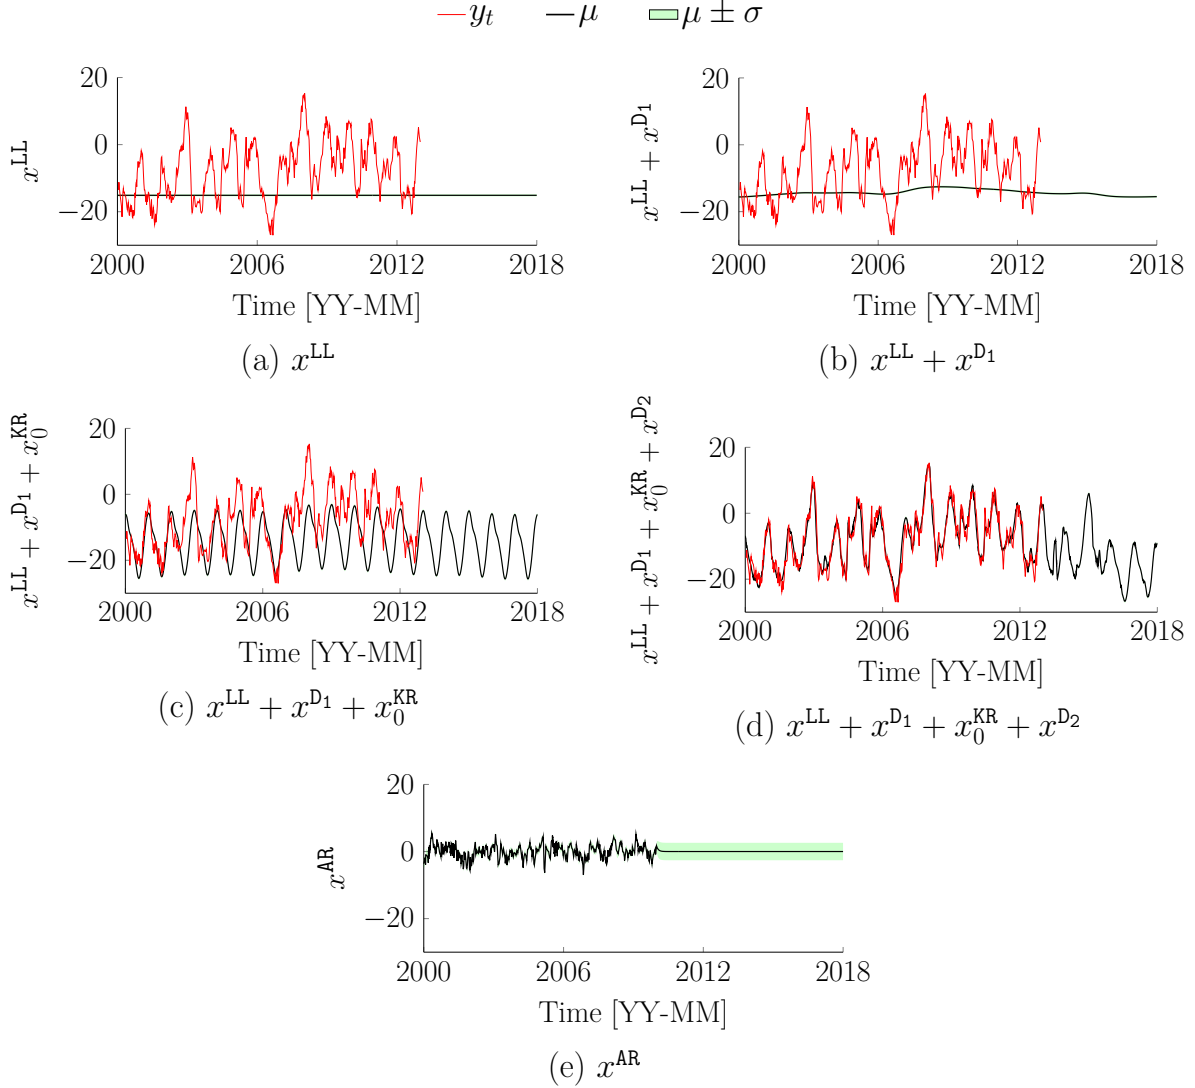 y_t μ μ ± σ
20
0
−20
x^LL
2000 2006 2012 2018
Time [YY-MM]
(a) x^LL
20
0
−20
x^LL + x^D1
2000 2006 2012 2018
Time [YY-MM]
(b) x^LL + x^D1
20
0
−20
x^LL + x^D1 + x_0^KR
2000 2006 2012 2018
Time [YY-MM]
(c) x^LL + x^D1 + x_0^KR
20
0
−20
x^LL + x^D1 + x_0^KR + x^D2
2000 2006 2012 2018
Time [YY-MM]
(d) x^LL + x^D1 + x_0^KR + x^D2
20
0
−20
x^AR
2000 2006 2012 2018
Time [YY-MM]
(e) x^AR